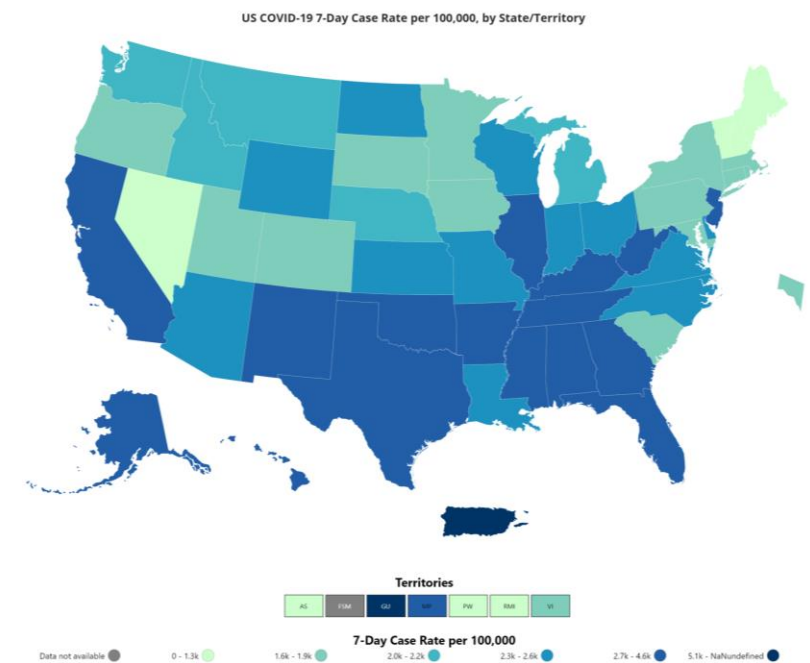 US COVID-19 7-Day Case Rate per 100,000, by State/Territory
Territories
AS FSM GU MP PW RMI VI
7-Day Case Rate per 100,000
Data not available 0 - 1.3k 1.6k - 1.9k 2.0k - 2.2k 2.3k - 2.6k 2.7k - 4.6k 5.1k - NaNundefined